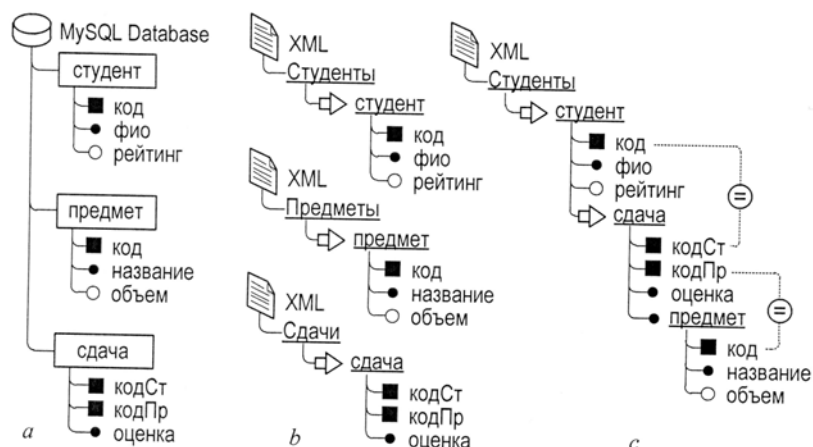 MySQL Database
студент
код
фио
рейтинг
предмет
код
название
объем
сдача
кодСт
кодПр
оценка
a
XML
Студенты
студент
код
фио
рейтинг
XML
Предметы
предмет
код
название
объем
XML
Сдачи
сдача
кодСт
кодПр
оценка
b
XML
Студенты
студент
код
фио
рейтинг
=
сдача
кодСт
кодПр
оценка
=
предмет
код
название
объем
c